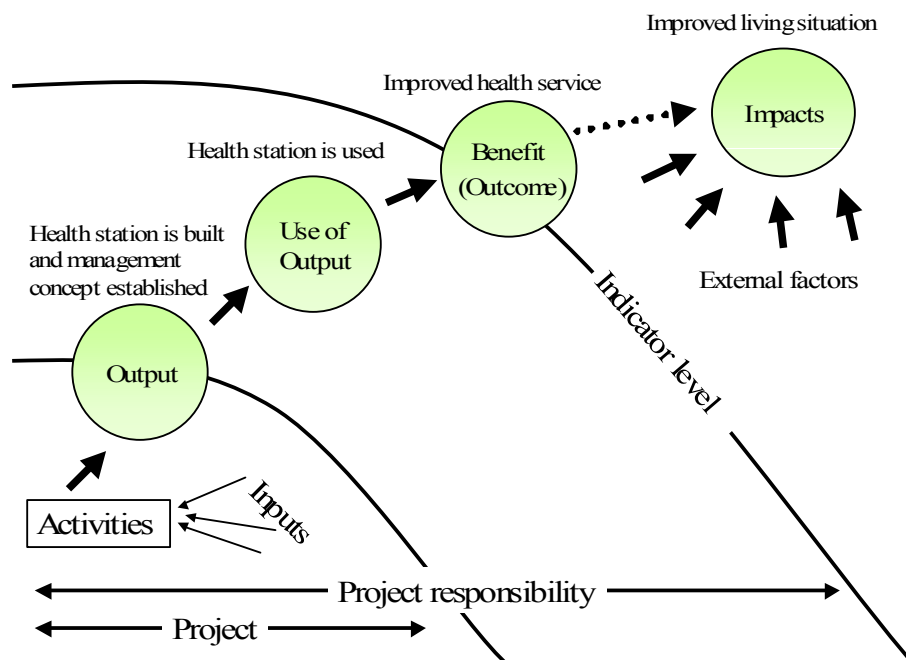 Improved living situation
Impacts
Improved health service
Benefit
(Outcome)
Health station is used
Use of
Output
Health station is built
and management
concept established
Output
External factors
Indicator level
Activities
Inputs
Project responsibility
Project